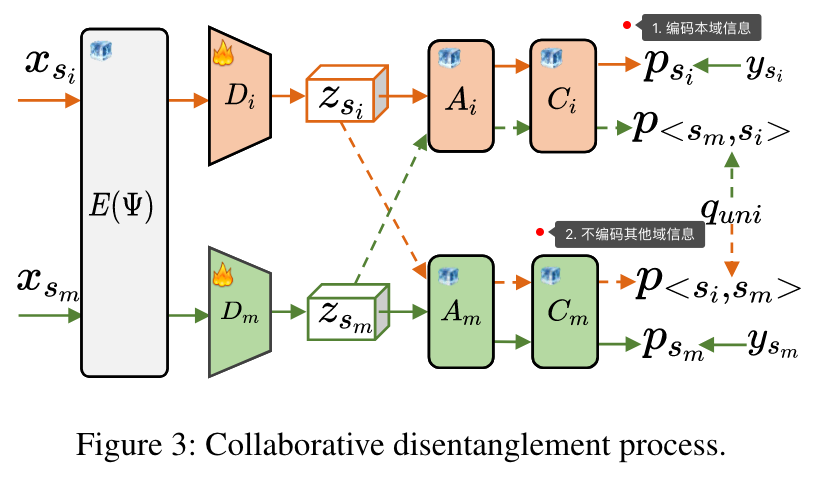 1. 编码本域信息
x_{s_i}
D_i
z_{s_i}
A_i
C_i
p_{s_i}
y_{s_i}
p_{<s_m,s_i>}
E(Ψ)
q_{uni}
2. 不编码其他域信息
x_{s_m}
D_m
z_{s_m}
A_m
C_m
p_{<s_i,s_m>}
p_{s_m}
y_{s_m}
Figure 3: Collaborative disentanglement process.